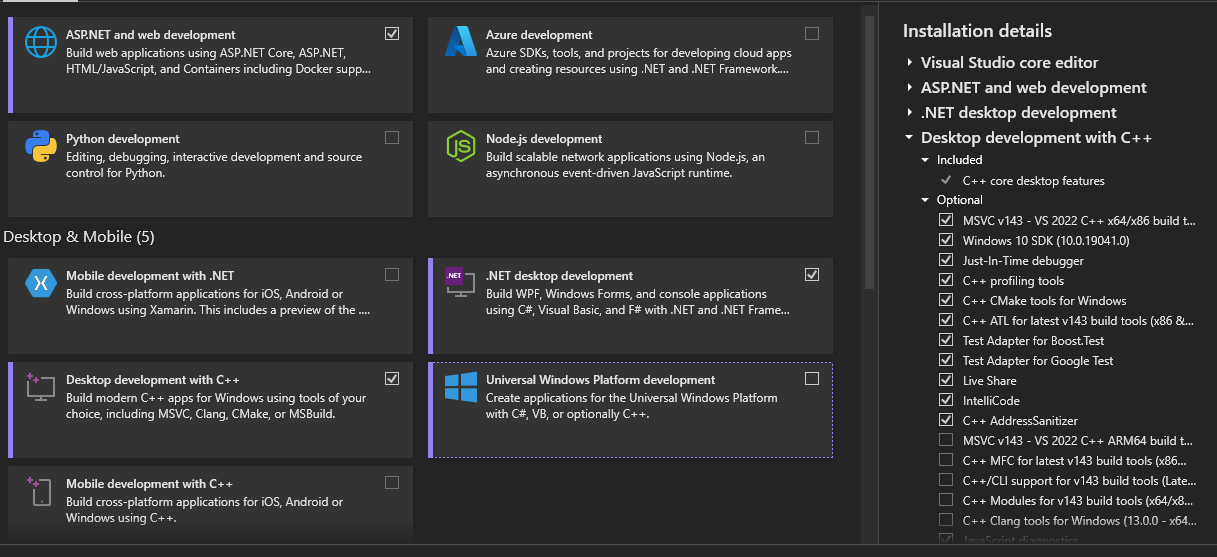 ASP.NET and web development
Build web applications using ASP.NET Core, ASP.NET,
HTML/JavaScript, and Containers including Docker supp...
Azure development
Azure SDKs, tools, and projects for developing cloud apps
and creating resources using .NET and .NET Framework....
Python development
Editing, debugging, interactive development and source
control for Python.
JS
Node.js development
Build scalable network applications using Node.js, an
asynchronous event-driven JavaScript runtime.
Desktop & Mobile (5)
Mobile development with .NET
Build cross-platform applications for iOS, Android or
Windows using Xamarin. This includes a preview of the ....
.NET
.NET desktop development
Build WPF, Windows Forms, and console applications
using C#, Visual Basic, and F# with .NET and .NET Frame...
Desktop development with C++
Build modern C++ apps for Windows using tools of your
choice, including MSVC, Clang, CMake, or MSBuild.
Universal Windows Platform development
Create applications for the Universal Windows Platform
with C#, VB, or optionally C++.
Mobile development with C++
Build cross-platform applications for iOS, Android or
Windows using C++.
Installation details
Visual Studio core editor
ASP.NET and web development
.NET desktop development
Desktop development with C++
Included
C++ core desktop features
Optional
MSVC v143 - VS 2022 C++ x64/x86 build t...
Windows 10 SDK (10.0.19041.0)
Just-In-Time debugger
C++ profiling tools
C++ CMake tools for Windows
C++ ATL for latest v143 build tools (x86 &...
Test Adapter for Boost.Test
Test Adapter for Google Test
Live Share
IntelliCode
C++ AddressSanitizer
MSVC v143 - VS 2022 C++ ARM64 build t...
C++ MFC for latest v143 build tools (x86...
C++/CLI support for v143 build tools (Late...
C++ Modules for v143 build tools (x64/x8...
C++ Clang tools for Windows (13.0.0 - x64...
JavaScript diagnostics